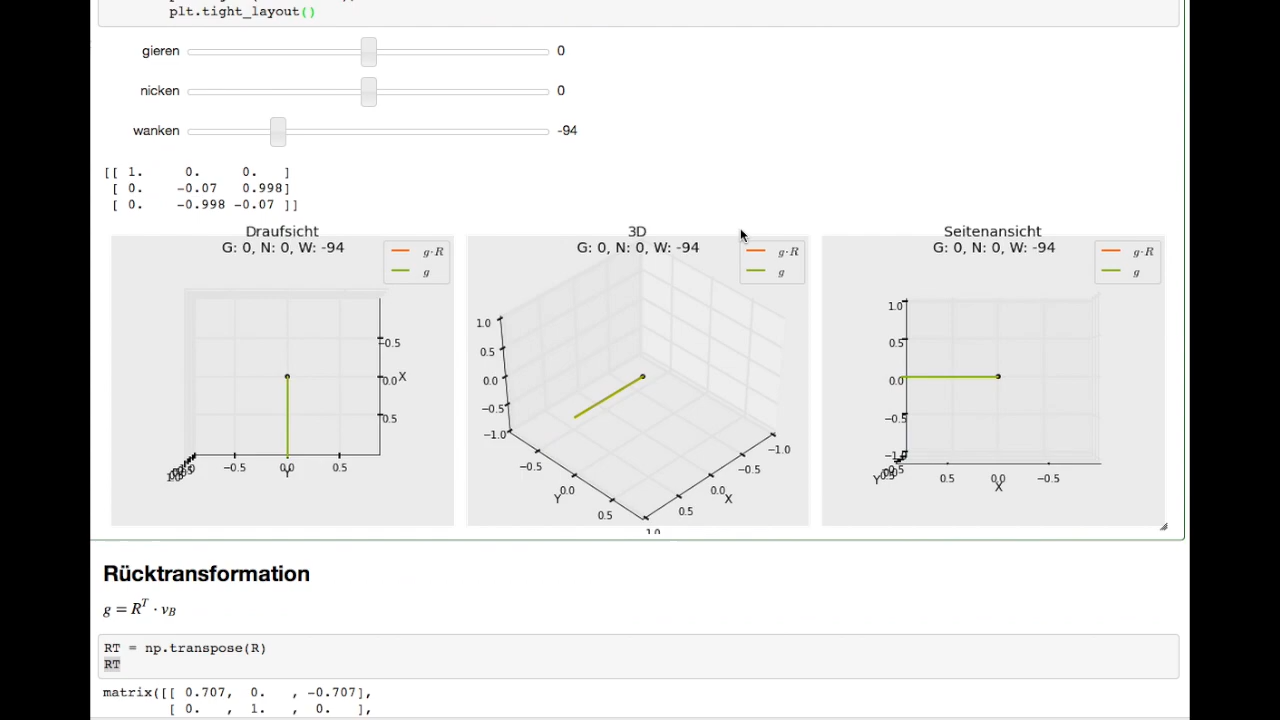 plt.tight_layout()
gieren 0
nicken 0
wanken -94
[[ 1. 0. 0. ]
[ 0. -0.07 0.998]
[ 0. -0.998 -0.07 ]]
Draufsicht
G: 0, N: 0, W: -94
g·R
g
-0.5
0.0 X
0.5
-0.5 0.0 0.5
Y
3D
G: 0, N: 0, W: -94
g·R
g
1.0
0.5
0.0
-0.5
-1.0
-0.5
Y 0.0
0.5
-1.0
-0.5
0.0 X
0.5
1.0
Seitenansicht
G: 0, N: 0, W: -94
g·R
g
1.0
0.5
0.0
-0.5
Y
0.5 0.0 -0.5
X
Rücktransformation
g = R^T · v_B
RT = np.transpose(R)
RT
matrix([[ 0.707, 0. , -0.707],
[ 0. , 1. , 0. ],